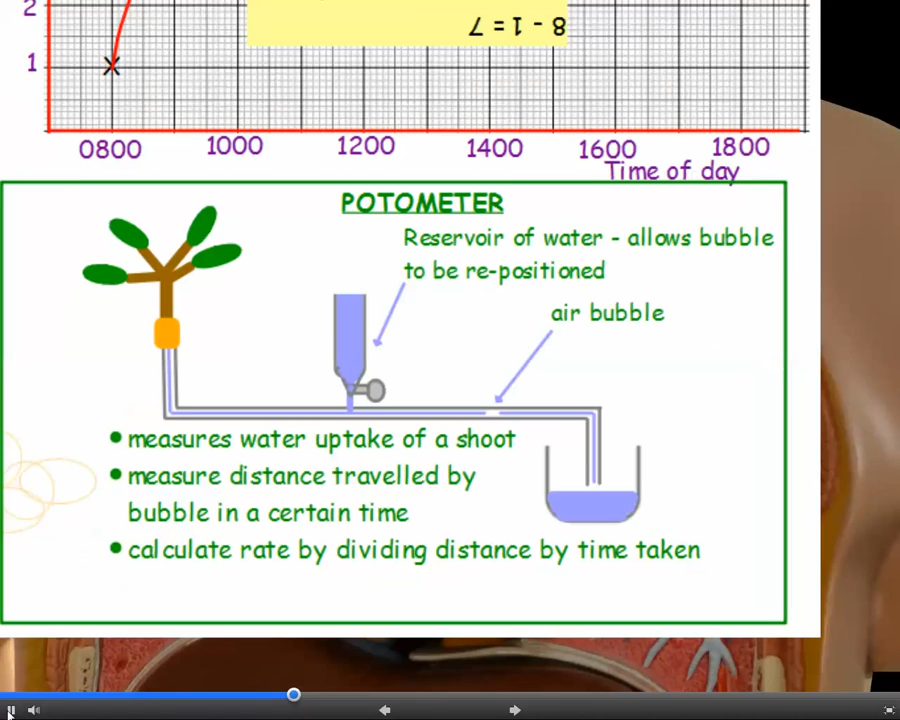 2
8 - 1 = 7
1
0800 1000 1200 1400 1600 1800
Time of day
POTOMETER
Reservoir of water - allows bubble
to be re-positioned
air bubble
• measures water uptake of a shoot
• measure distance travelled by
bubble in a certain time
• calculate rate by dividing distance by time taken